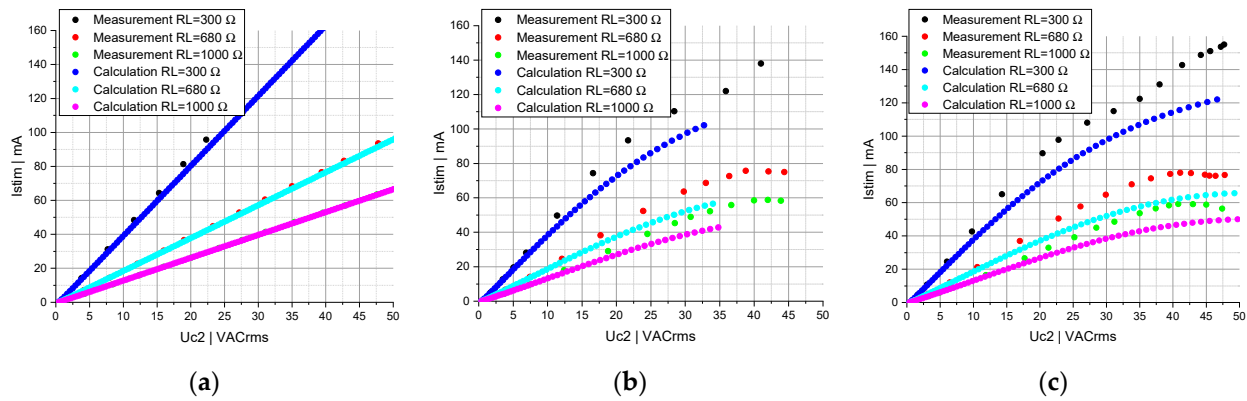 160
140
120
100
80
60
40
20
0
Istim | mA
Measurement RL=300 Ω
Measurement RL=680 Ω
Measurement RL=1000 Ω
Calculation RL=300 Ω
Calculation RL=680 Ω
Calculation RL=1000 Ω
0 5 10 15 20 25 30 35 40 45 50
Uc2 | VACrms
(a)
160
140
120
100
80
60
40
20
0
Istim | mA
Measurement RL=300 Ω
Measurement RL=680 Ω
Measurement RL=1000 Ω
Calculation RL=300 Ω
Calculation RL=680 Ω
Calculation RL=1000 Ω
0 5 10 15 20 25 30 35 40 45 50
Uc2 | VACrms
(b)
160
140
120
100
80
60
40
20
0
Istim | mA
Measurement RL=300 Ω
Measurement RL=680 Ω
Measurement RL=1000 Ω
Calculation RL=300 Ω
Calculation RL=680 Ω
Calculation RL=1000 Ω
0 5 10 15 20 25 30 35 40 45 50
Uc2 | VACrms
(c)